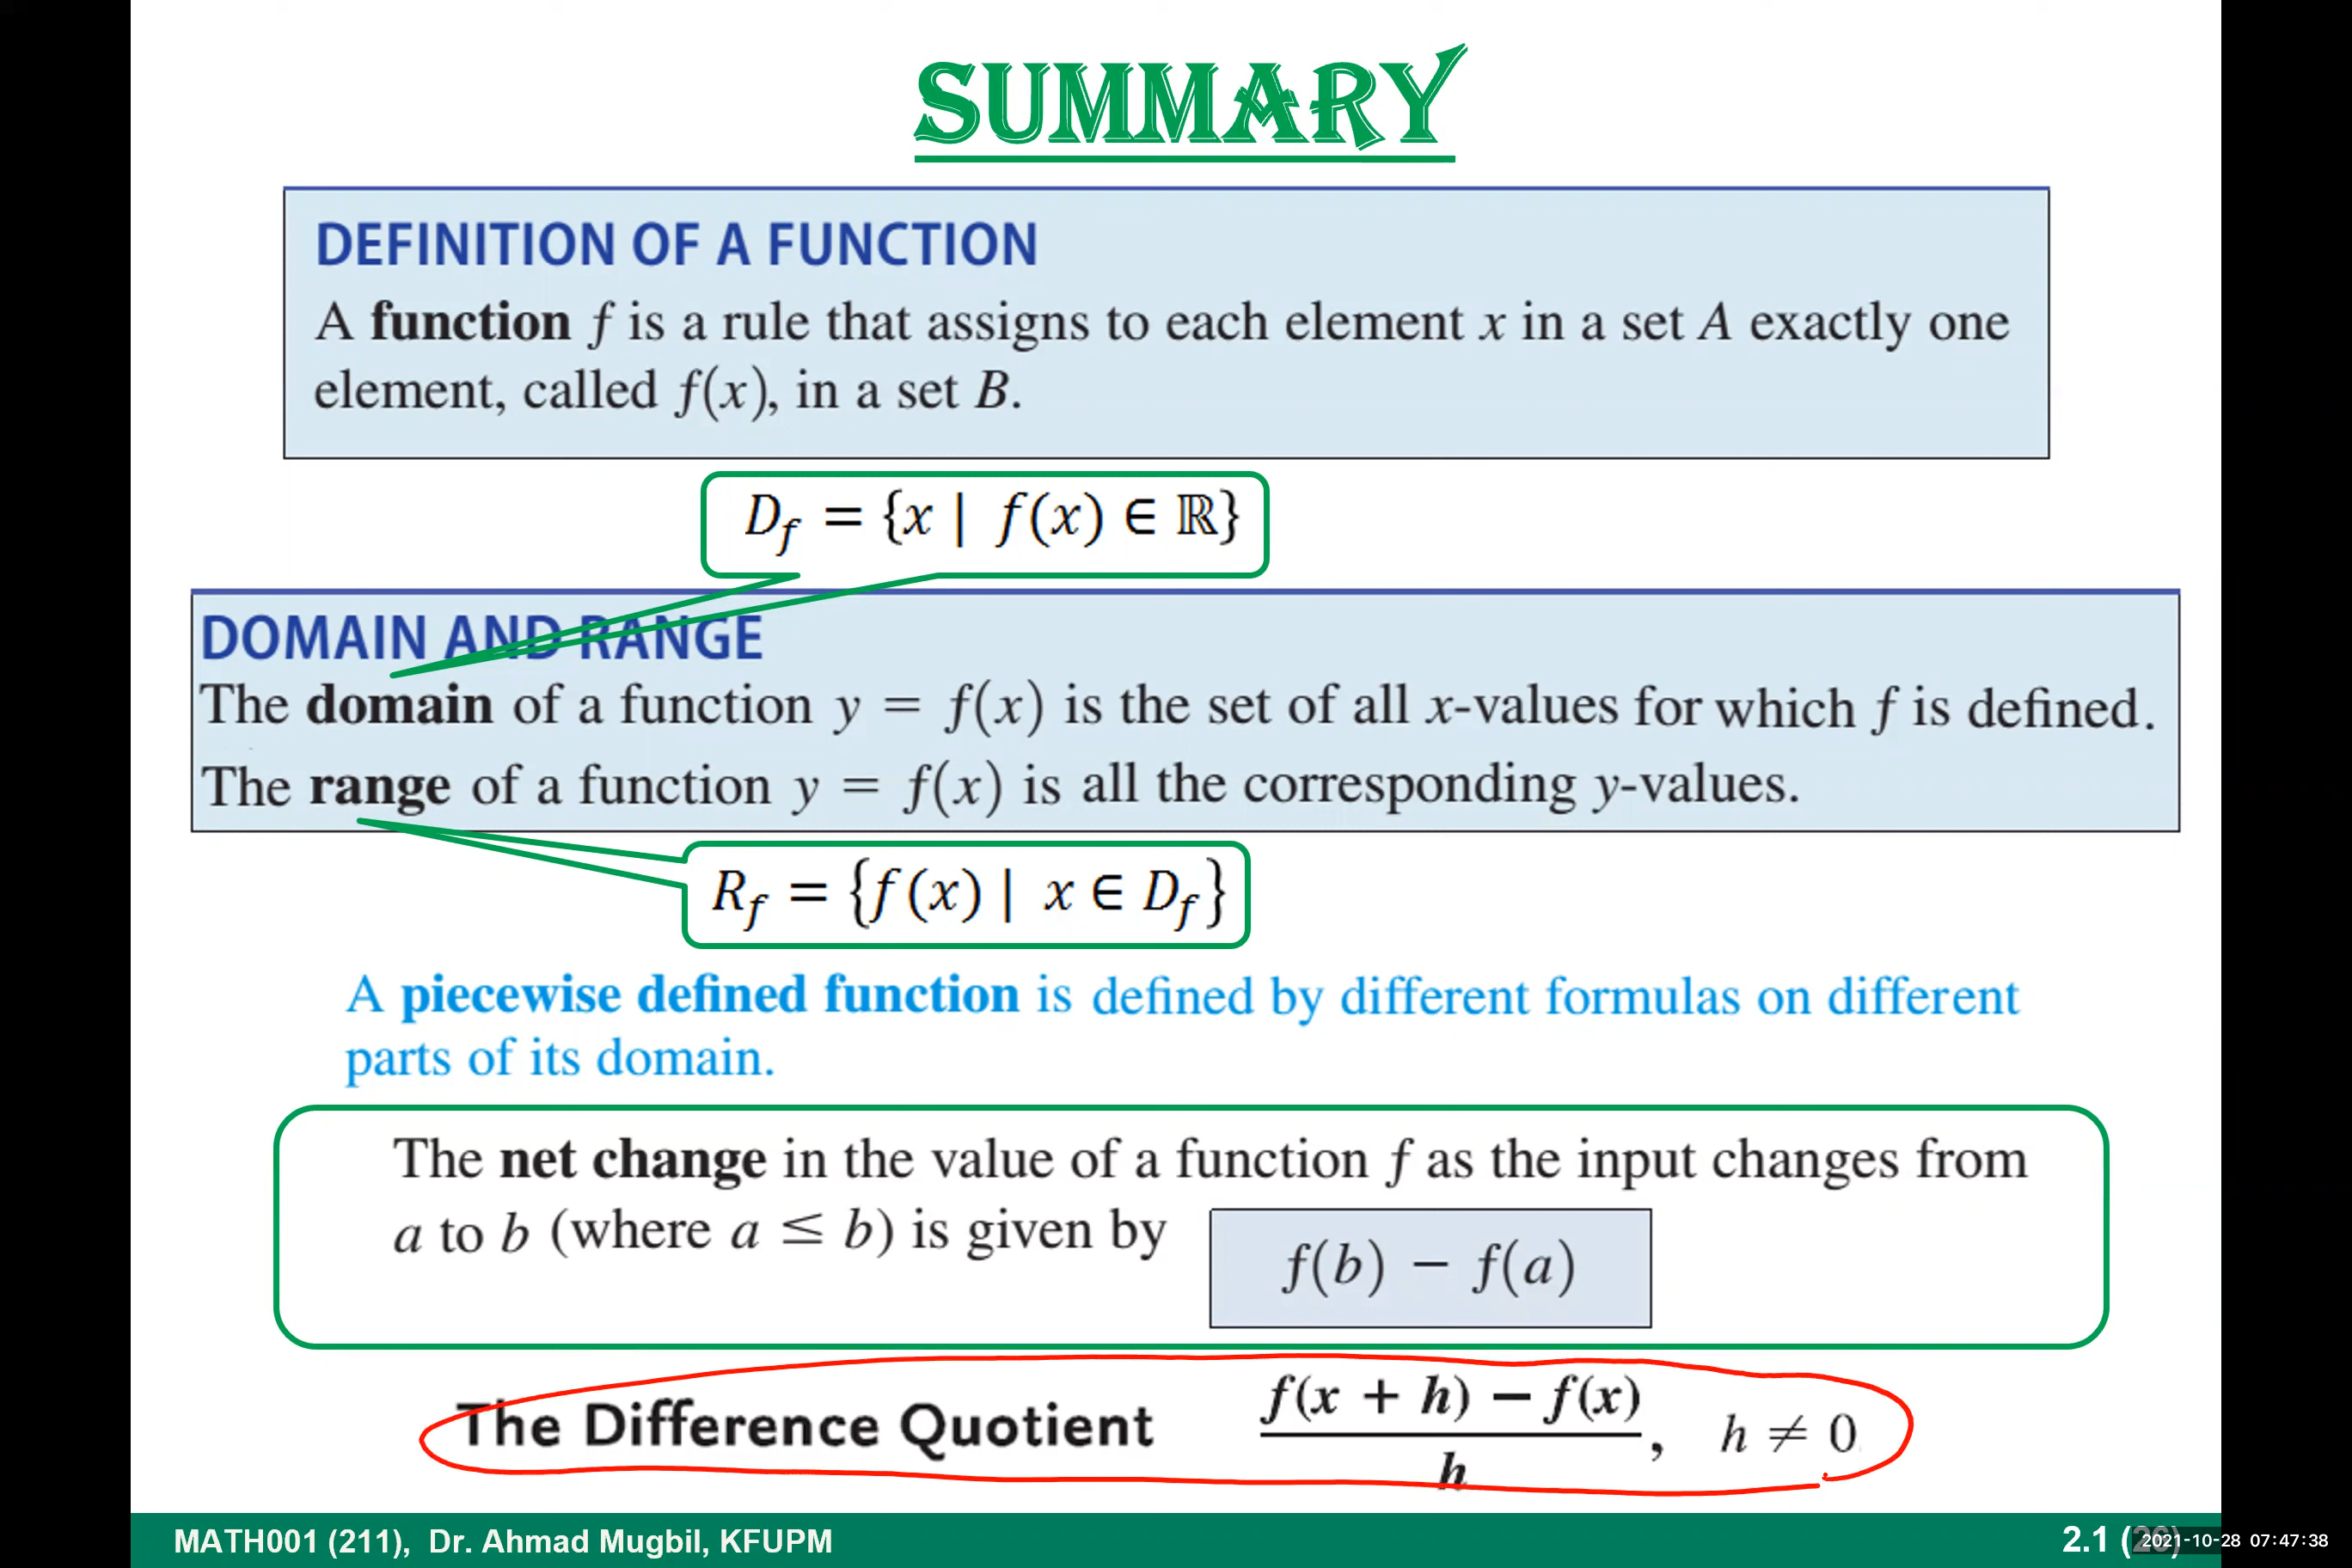 SUMMARY
DEFINITION OF A FUNCTION
A function f is a rule that assigns to each element x in a set A exactly one
element, called f(x), in a set B.
D_f = {x | f(x) ∈ ℝ}
DOMAIN AND RANGE
The domain of a function y = f(x) is the set of all x-values for which f is defined.
The range of a function y = f(x) is all the corresponding y-values.
R_f = {f(x) | x ∈ D_f}
A piecewise defined function is defined by different formulas on different
parts of its domain.
The net change in the value of a function f as the input changes from
a to b (where a ≤ b) is given by
f(b) − f(a)
The Difference Quotient
f(x + h) − f(x)
h
, h ≠ 0
MATH001 (211), Dr. Ahmad Mugbil, KFUPM
2.1
2021-10-28 07:47:38